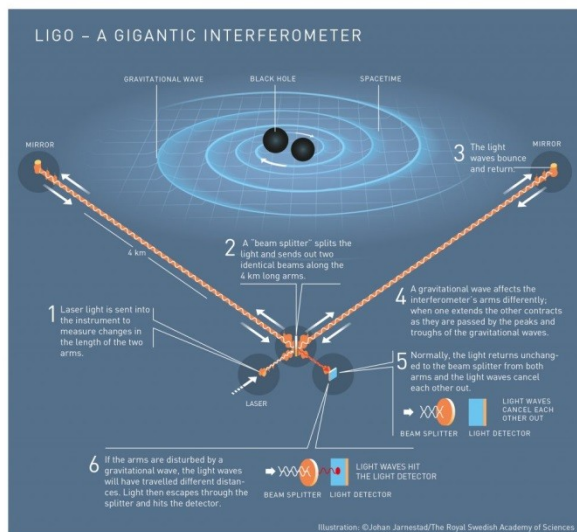 LIGO – A GIGANTIC INTERFEROMETER
GRAVITATIONAL WAVE
BLACK HOLE
SPACETIME
MIRROR
MIRROR
3 The light
waves bounce
and return.
4 km
2 A “beam splitter” splits
the light and sends out two
identical beams along the
4 km long arms.
1 Laser light is sent into
the instrument to
measure changes in
the length of the two
arms.
4 A gravitational wave affects the
interferometer’s arms differently;
when one extends the other contracts
as they are passed by the peaks and
troughs of the gravitational waves.
5 Normally, the light returns unchang-
ed to the beam splitter from both
arms and the light waves cancel
each other out.
LASER
LIGHT WAVES
CANCEL EACH
OTHER OUT
BEAM SPLITTER LIGHT DETECTOR
6 If the arms are disturbed by a
gravitational wave, the light waves
will have travelled different distan-
ces. Light then escapes through the
splitter and hits the detector.
LIGHT WAVES HIT
THE LIGHT DETECTOR
BEAM SPLITTER LIGHT DETECTOR
Illustration: ©Johan Jarnestad/The Royal Swedish Academy of Sciences